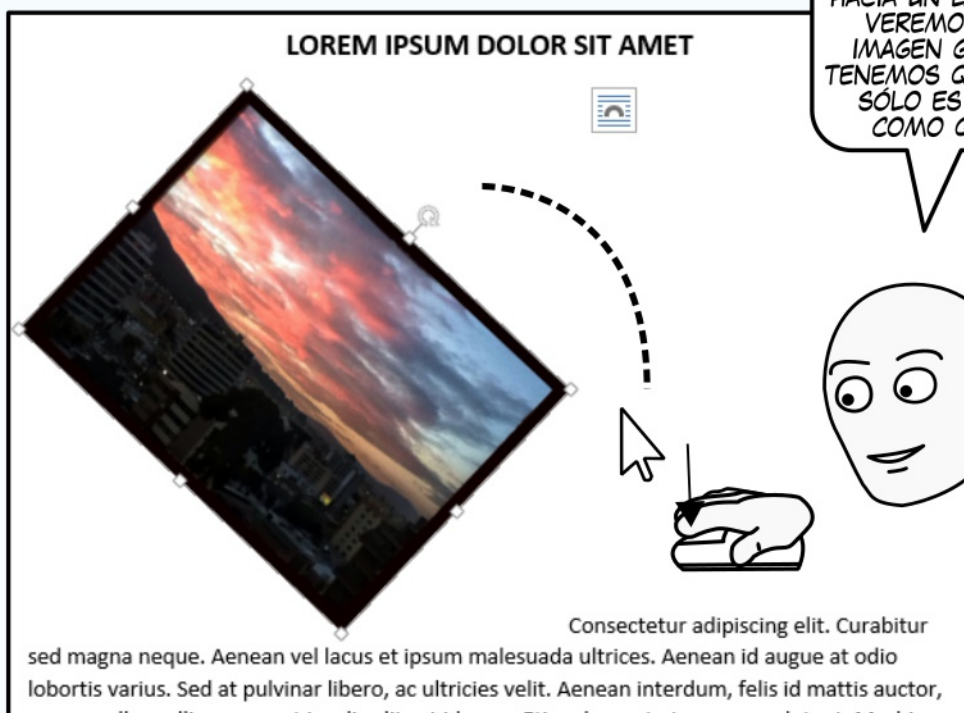 HACIA UN
VEREMO
IMAGEN G
TENEMOS Q
SÓLO ES
COMO
LOREM IPSUM DOLOR SIT AMET
Consectetur adipiscing elit. Curabitur
sed magna neque. Aenean vel lacus et ipsum malesuada ultrices. Aenean id augue at odio
lobortis varius. Sed at pulvinar libero, ac ultricies velit. Aenean interdum, felis id mattis auctor,